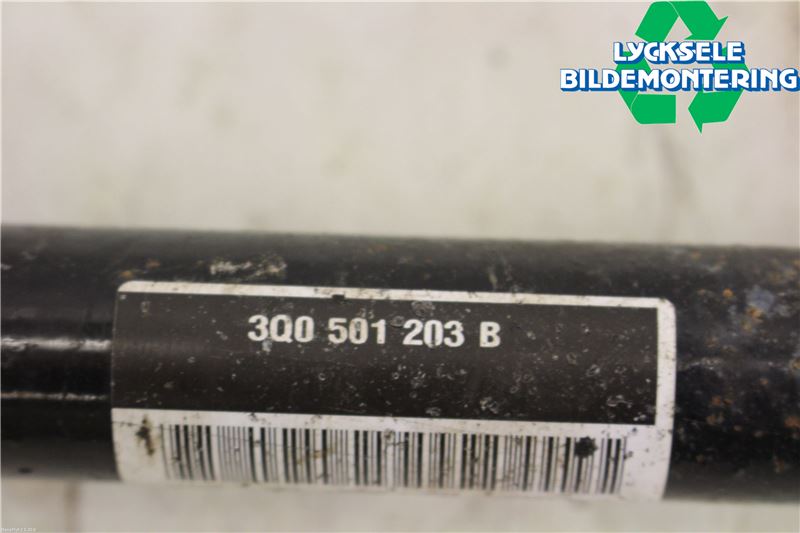 LYCKSELE
BILDEMONTERING
3Q0 501 203 B